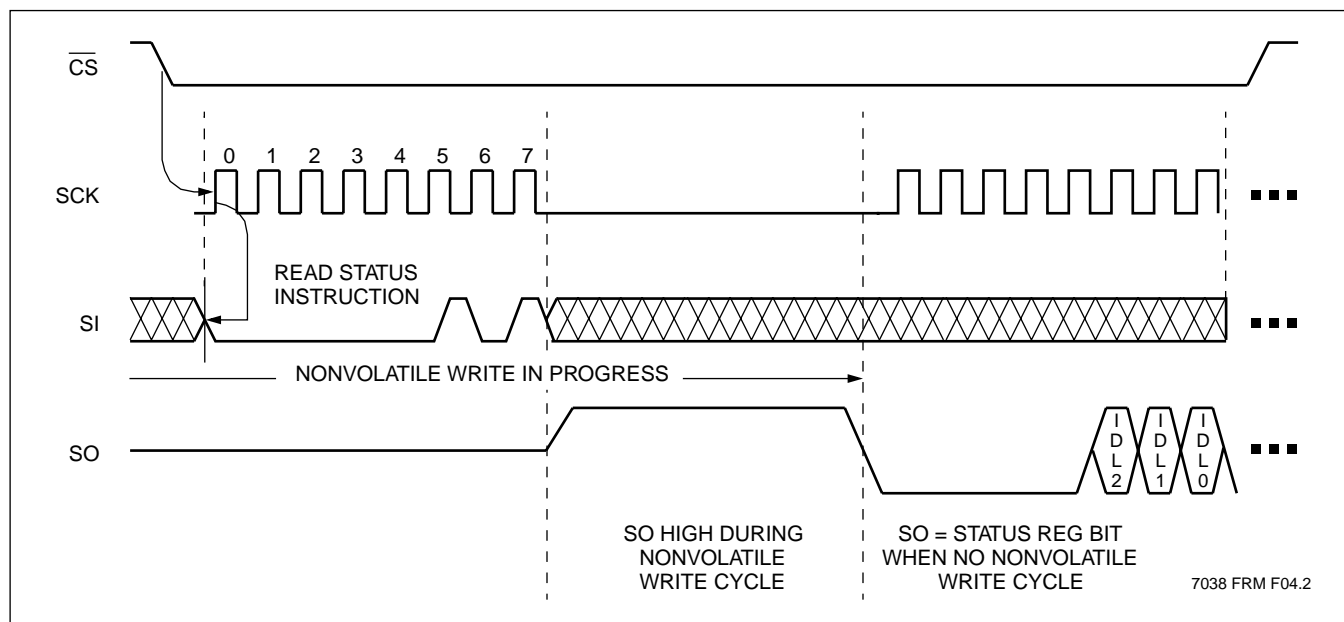 CS
0 1 2 3 4 5 6 7
SCK
READ STATUS
INSTRUCTION
SI
NONVOLATILE WRITE IN PROGRESS
SO
IDL2 IDL1 IDL0
SO HIGH DURING
NONVOLATILE
WRITE CYCLE
SO = STATUS REG BIT
WHEN NO NONVOLATILE
WRITE CYCLE
7038 FRM F04.2